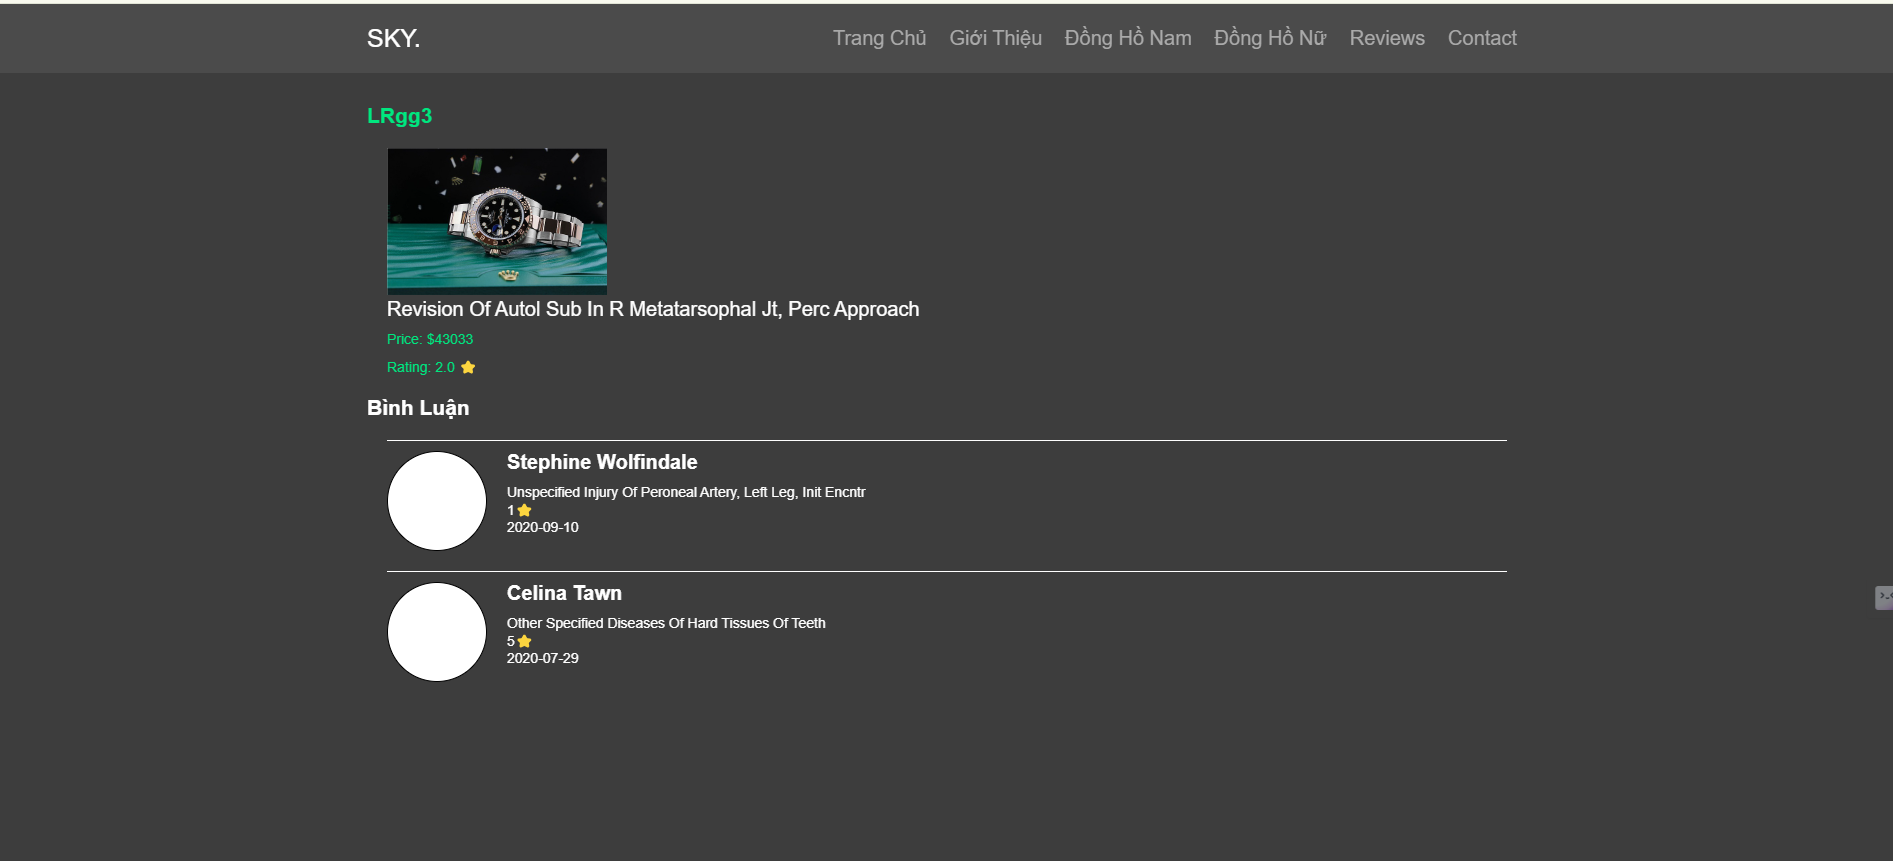 SKY.
Trang Chủ Giới Thiệu Đồng Hồ Nam Đồng Hồ Nữ Reviews Contact
LRgg3
Revision Of Autol Sub In R Metatarsophal Jt, Perc Approach
Price: $43033
Rating: 2.0
Bình Luận
Stephine Wolfindale
Unspecified Injury Of Peroneal Artery, Left Leg, Init Encntr
1
2020-09-10
Celina Tawn
Other Specified Diseases Of Hard Tissues Of Teeth
5
2020-07-29